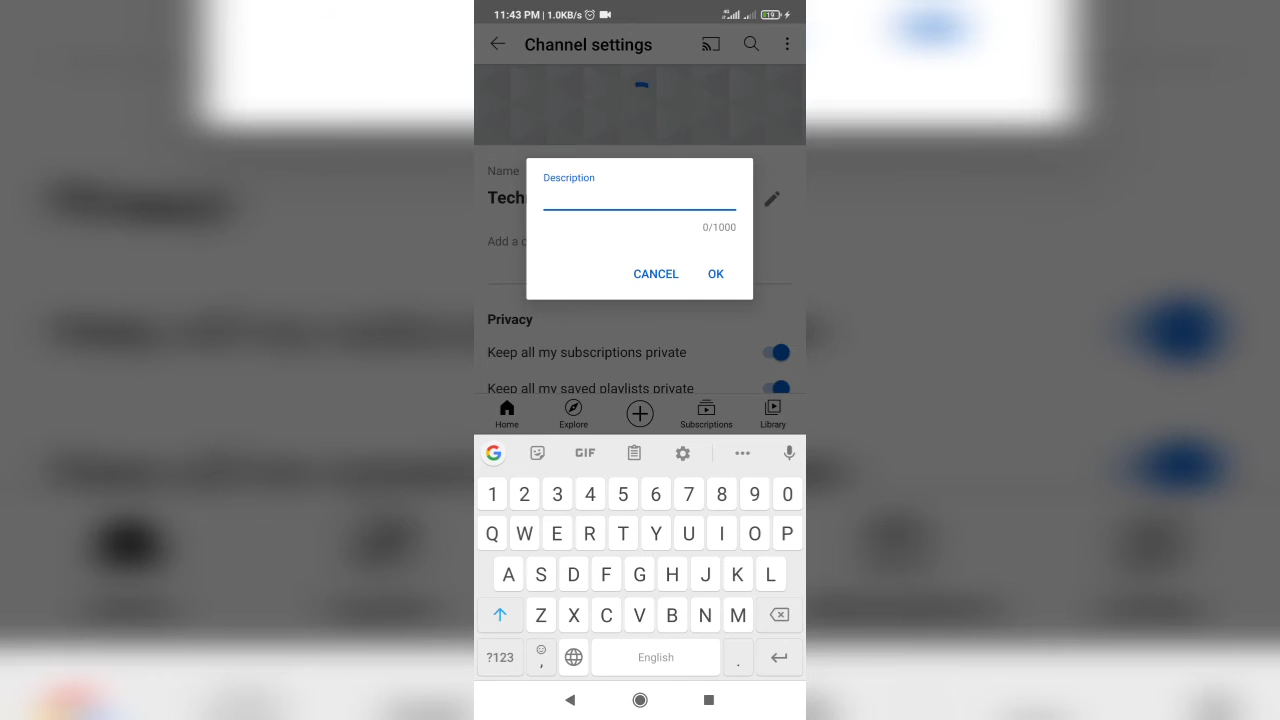 11:43 PM | 1.0KB/s
4G
19
Channel settings
Name
Tech
Add a
Description
0/1000
CANCEL
OK
Privacy
Keep all my subscriptions private
Keep all my saved playlists private
Home
Explore
Subscriptions
Library
G
GIF
1 2 3 4 5 6 7 8 9 0
Q W E R T Y U I O P
A S D F G H J K L
Z X C V B N M
?123
,
English
.